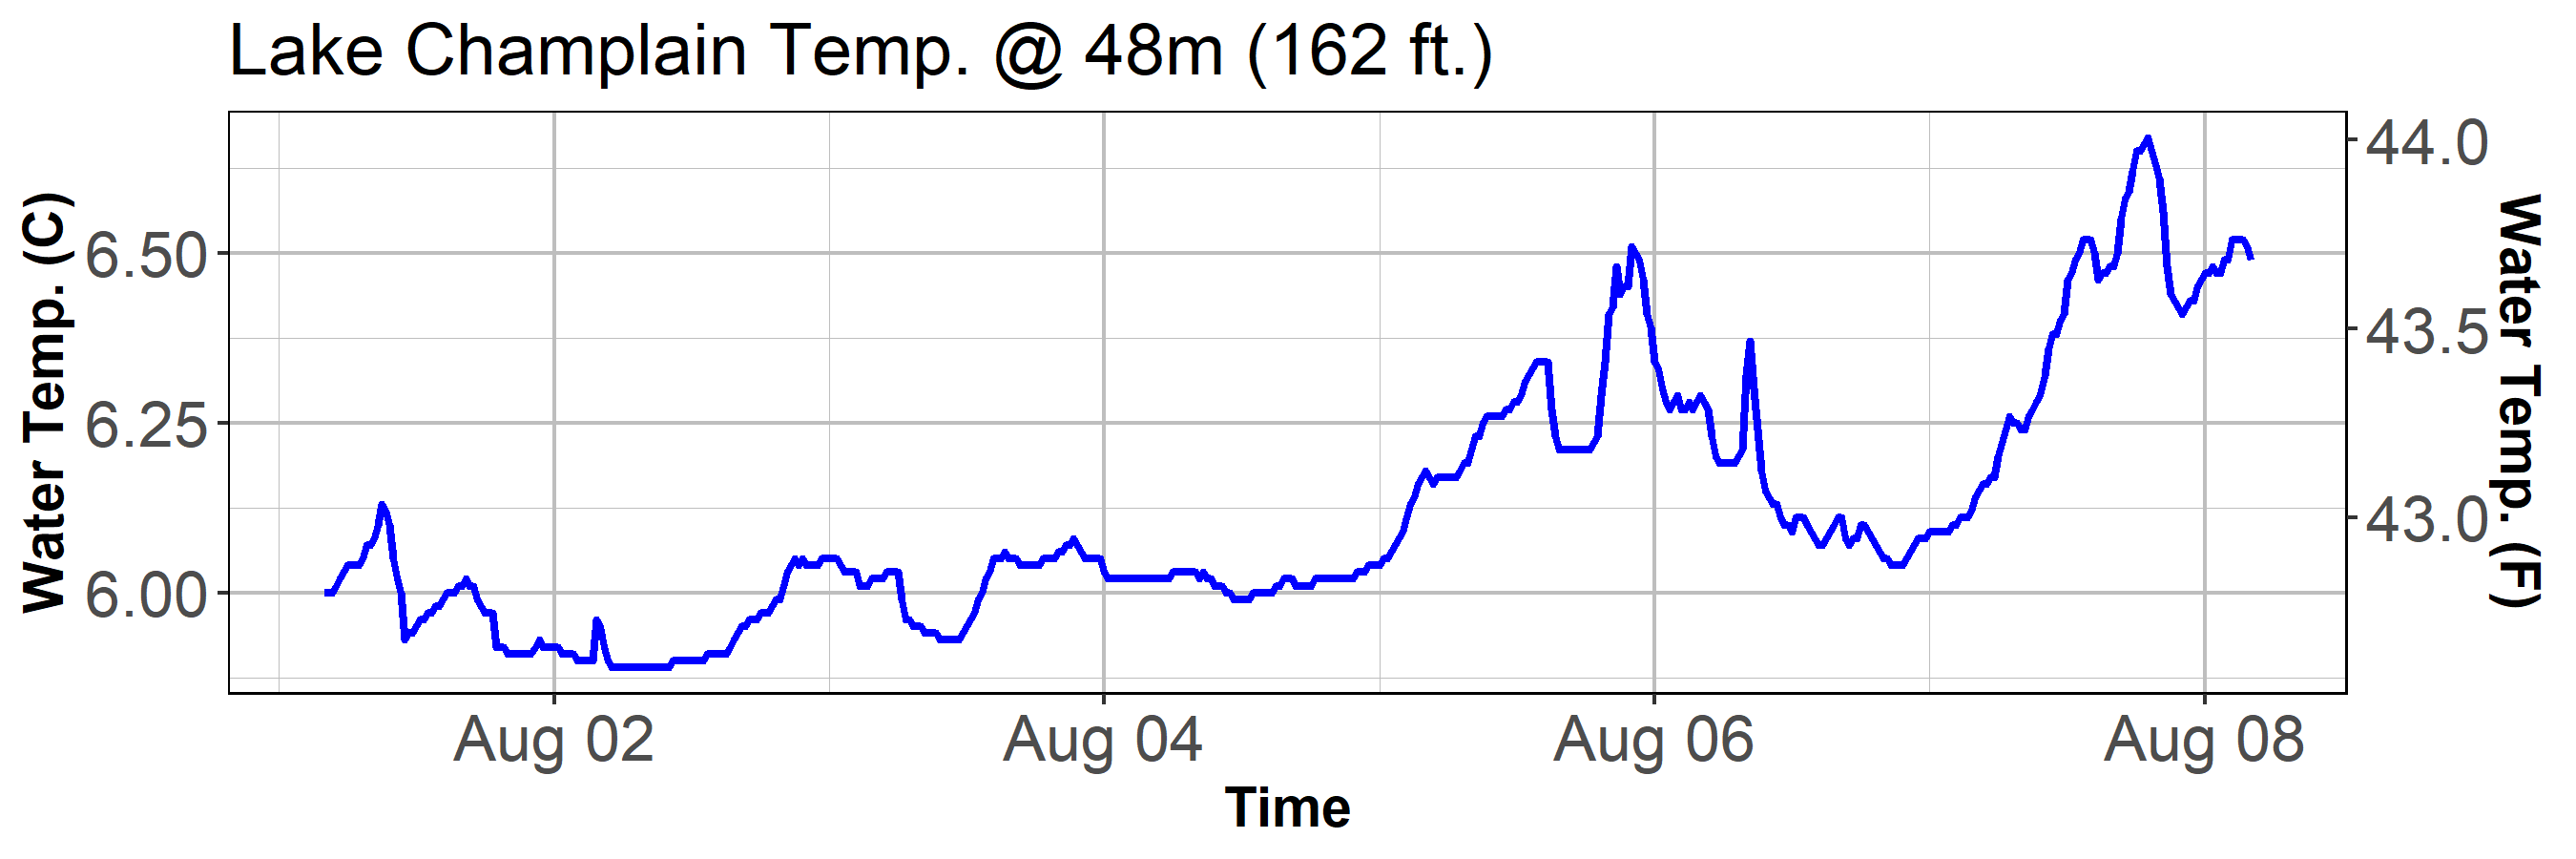 Lake Champlain Temp. @ 48m (162 ft.)
Water Temp. (C)
6.50
6.25
6.00
44.0
43.5
43.0
Water Temp. (F)
Aug 02
Aug 04
Aug 06
Aug 08
Time